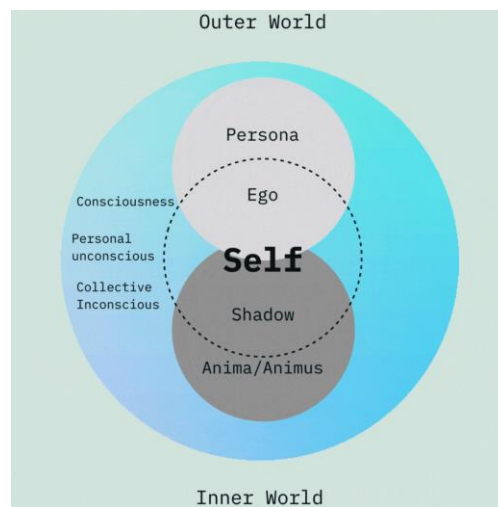 Outer World
Persona
Ego
Consciousness
Personal
unconscious
Collective
Inconscious
Self
Shadow
Anima/Animus
Inner World